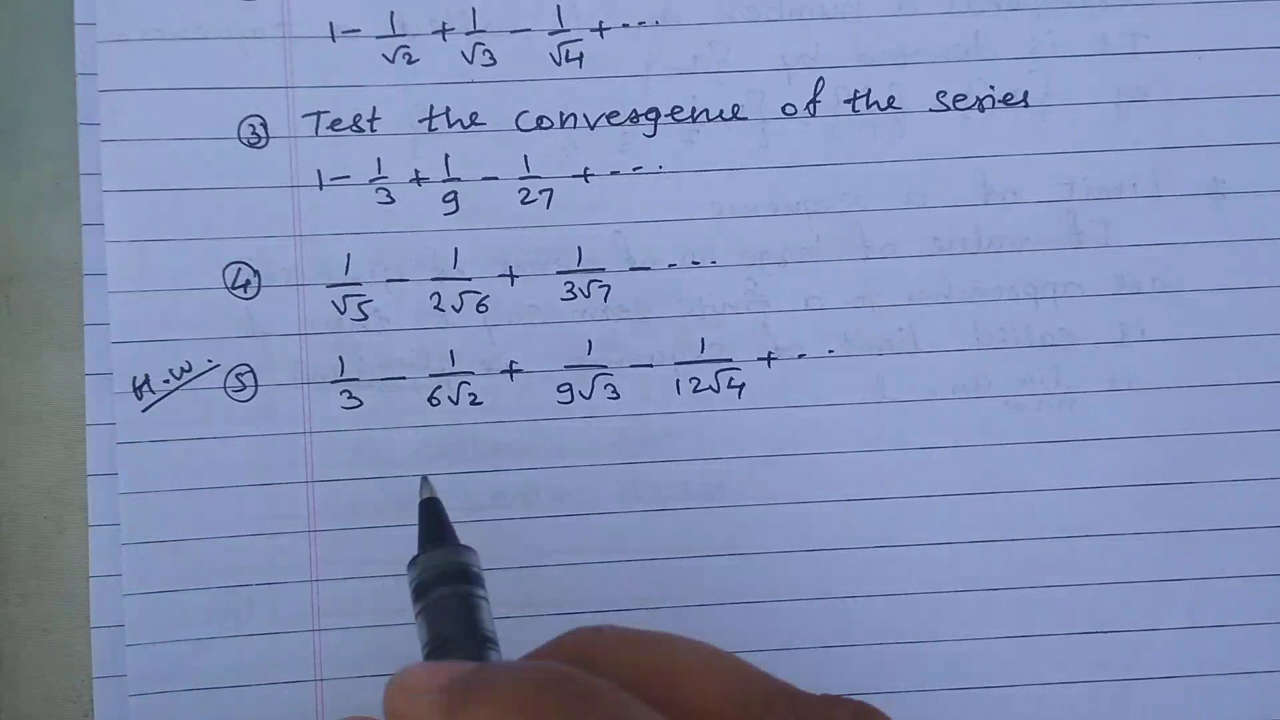 1 - 1/√2 + 1/√3 - 1/√4 + ...
③ Test the convergence of the series
1 - 1/3 + 1/9 - 1/27 + ...
④ 1/√5 - 1/2√6 + 1/3√7 - ...
H.W. ⑤ 1/3 - 1/6√2 + 1/9√3 - 1/12√4 + ...